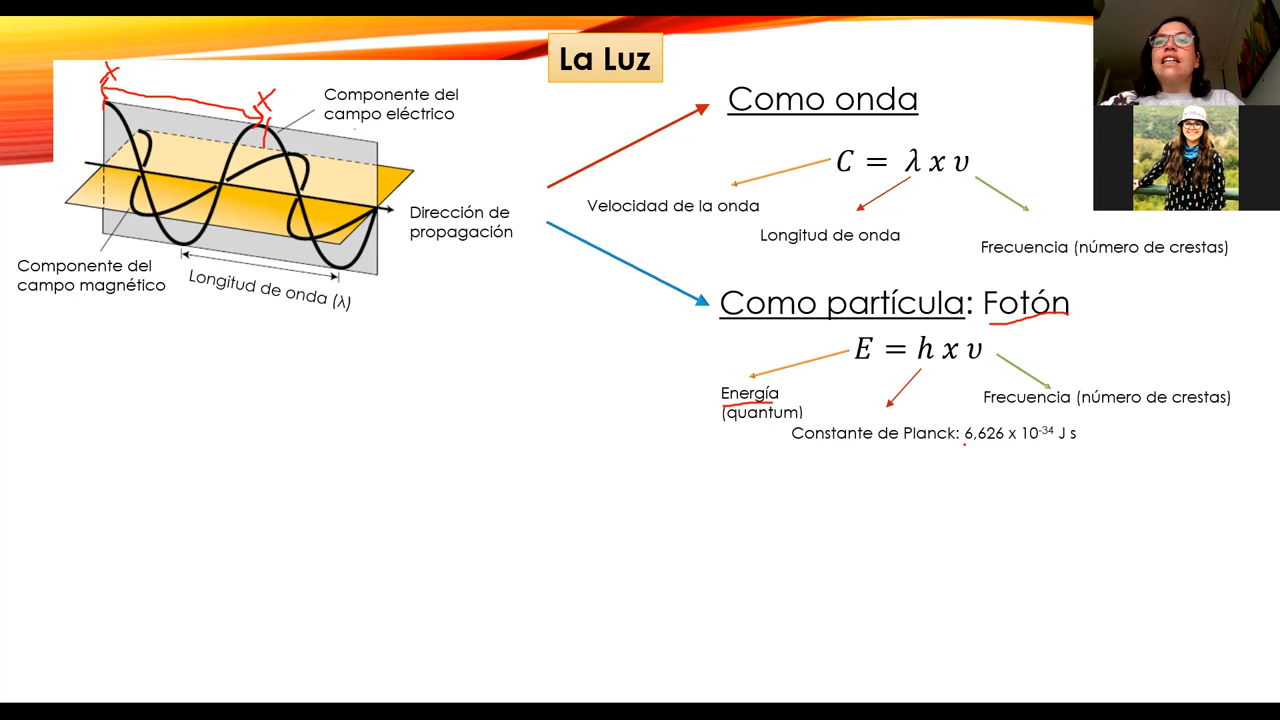 La Luz
X
X
Componente del
campo eléctrico
Dirección de
propagación
Componente del
campo magnético
Longitud de onda (λ)
Como onda
C = λ x υ
Velocidad de la onda
Longitud de onda
Frecuencia (número de crestas)
Como partícula: Fotón
E = h x υ
Energía
(quantum)
Frecuencia (número de crestas)
Constante de Planck: 6,626 x 10⁻³⁴ J s